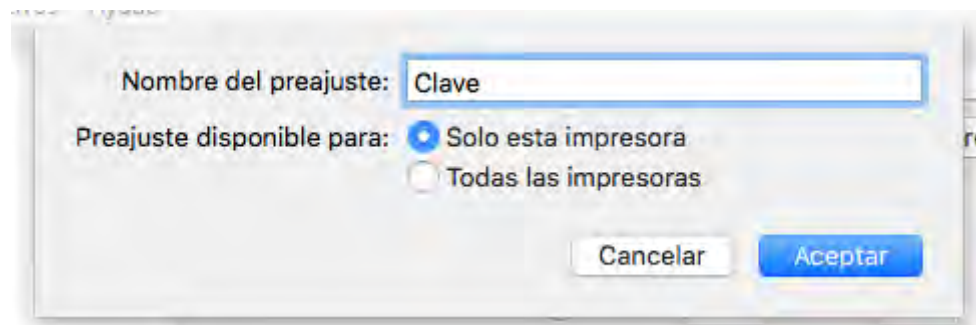 Nombre del preajuste: Clave
Preajuste disponible para: Solo esta impresora
Todas las impresoras
Cancelar Aceptar